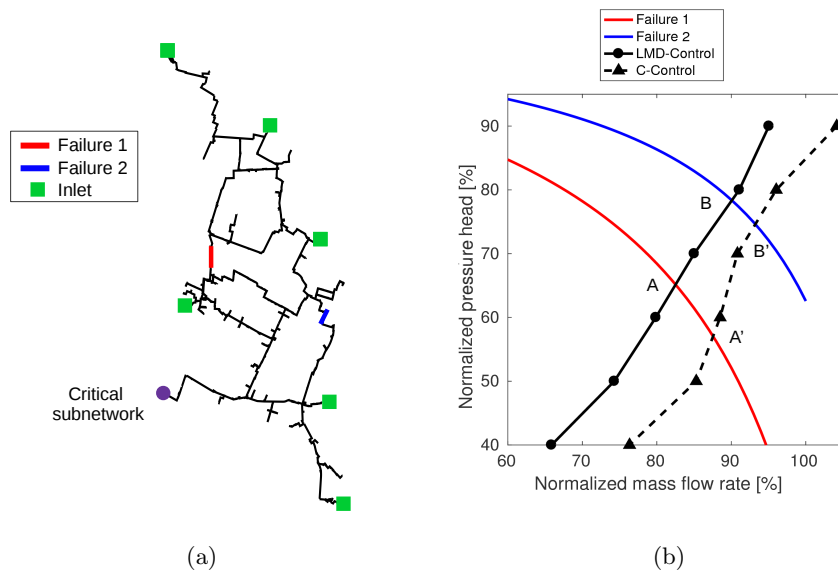 Failure 1
Failure 2
Inlet
Critical
subnetwork
(a)
Failure 1
Failure 2
LMD-Control
C-Control
Normalized pressure head [%]
90
80
70
60
50
40
B
B’
A
A’
60
70
80
90
100
Normalized mass flow rate [%]
(b)